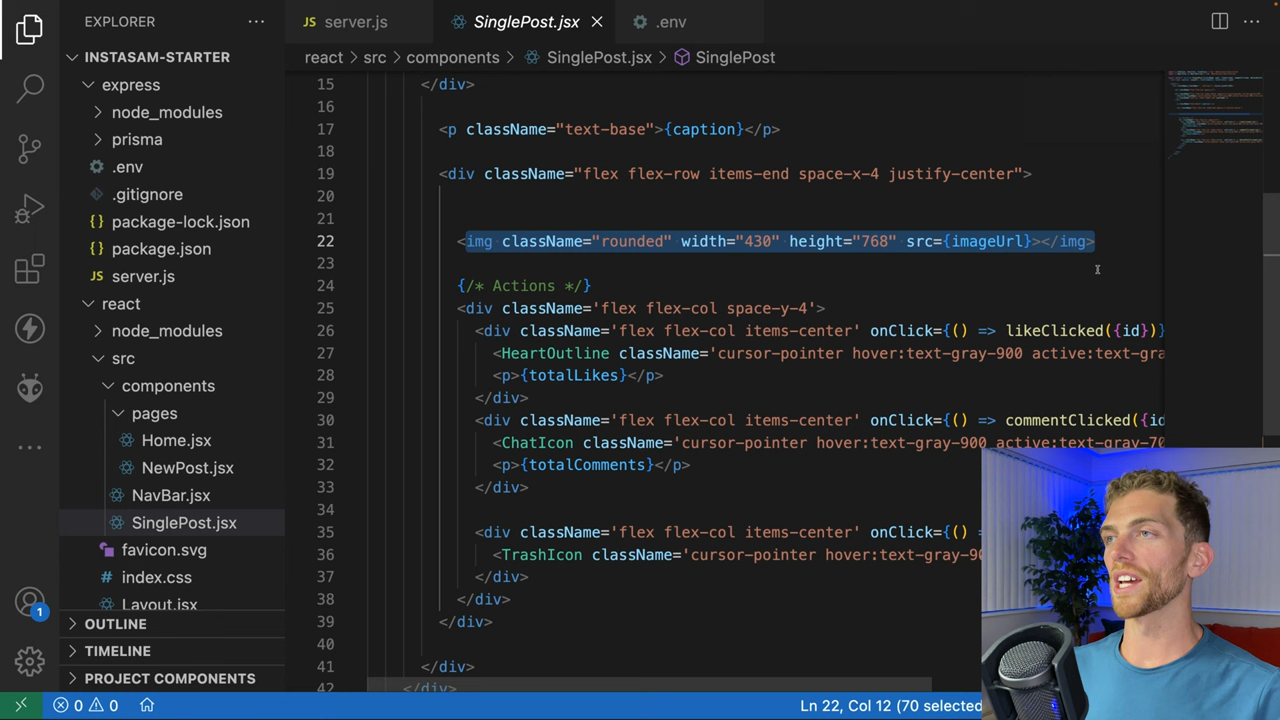 EXPLORER
INSTASAM-STARTER
express
node_modules
prisma
.env
.gitignore
{} package-lock.json
{} package.json
JS server.js
react
node_modules
src
components
pages
Home.jsx
NewPost.jsx
NavBar.jsx
SinglePost.jsx
favicon.svg
# index.css
Layout.jsx
OUTLINE
TIMELINE
PROJECT COMPONENTS
1
JS server.js
SinglePost.jsx
.env
react > src > components > SinglePost.jsx > SinglePost
15 </div>
16
17 <p className="text-base">{caption}</p>
18
19 <div className="flex flex-row items-end space-x-4 justify-center">
20
21
22 <img className="rounded" width="430" height="768" src={imageUrl}></img>
23
24 {/* Actions */}
25 <div className='flex flex-col space-y-4'>
26 <div className='flex flex-col items-center' onClick={() => likeClicked({id})}
27 <HeartOutline className='cursor-pointer hover:text-gray-900 active:text-gra
28 <p>{totalLikes}</p>
29 </div>
30 <div className='flex flex-col items-center' onClick={() => commentClicked({id
31 <ChatIcon className='cursor-pointer hover:text-gray-900 active:text-gray-70
32 <p>{totalComments}</p>
33 </div>
34
35 <div className='flex flex-col items-center' onClick={() =
36 <TrashIcon className='cursor-pointer hover:text-gray-90
37 </div>
38 </div>
39 </div>
40
41 </div>
42 </div>
0 0
Ln 22, Col 12 (70 selected